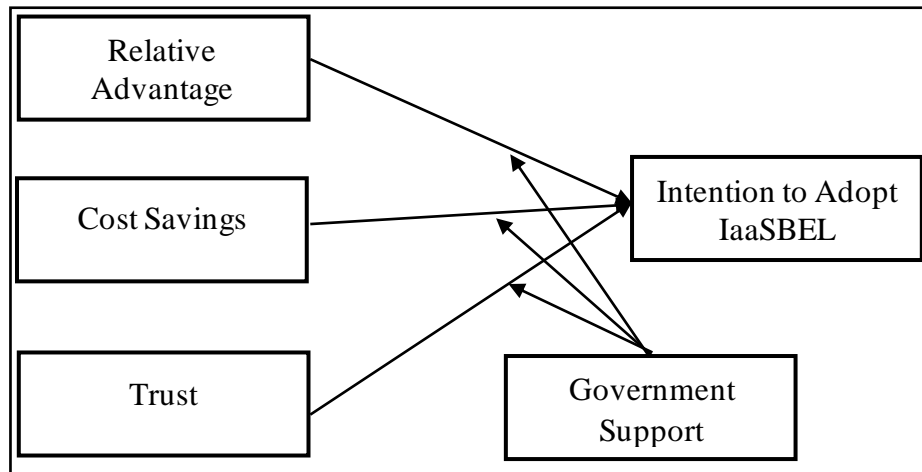 Relative
Advantage
Cost Savings
Intention to Adopt
IaaSBEL
Trust
Government
Support